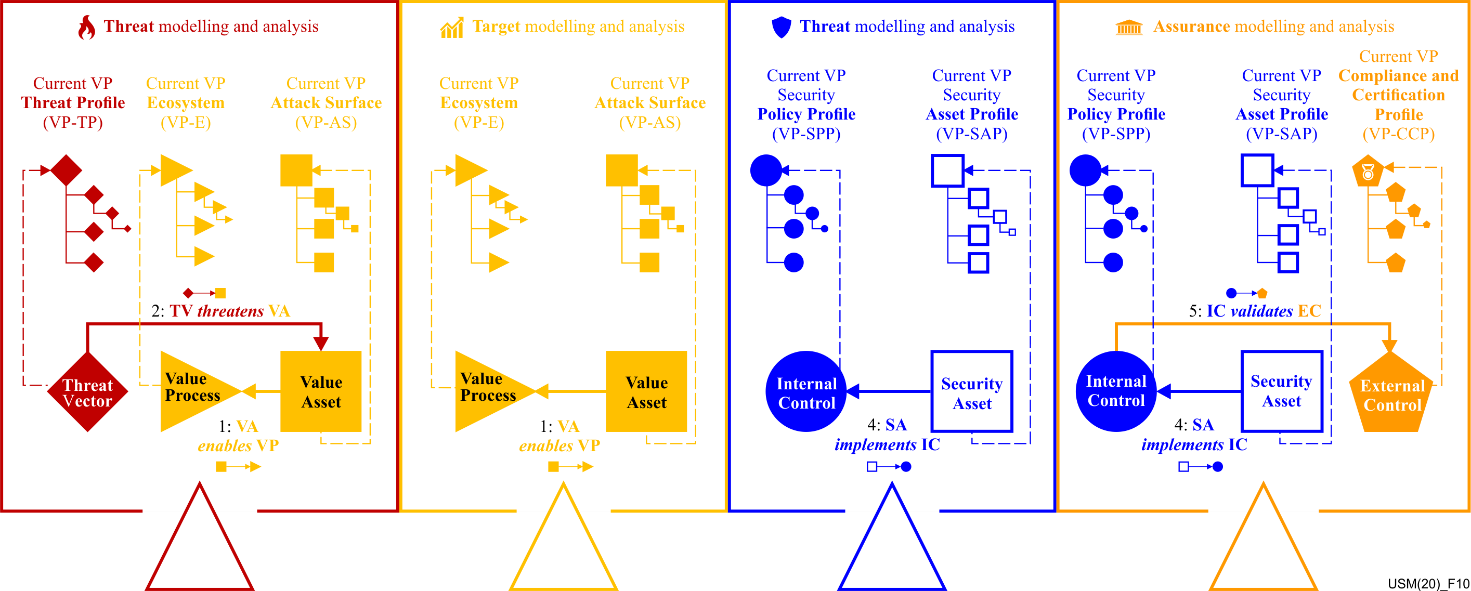 Threat modelling and analysis
Current VP
Threat Profile
(VP-TP)
Current VP
Ecosystem
(VP-E)
Current VP
Attack Surface
(VP-AS)
2: TV threatens VA
Threat
Vector
Value
Process
Value
Asset
1: VA
enables VP
Target modelling and analysis
Current VP
Ecosystem
(VP-E)
Current VP
Attack Surface
(VP-AS)
Value
Process
Value
Asset
1: VA
enables VP
Threat modelling and analysis
Current VP
Security
Policy Profile
(VP-SPP)
Current VP
Security
Asset Profile
(VP-SAP)
Internal
Control
Security
Asset
4: SA
implements IC
Assurance modelling and analysis
Current VP
Security
Policy Profile
(VP-SPP)
Current VP
Security
Asset Profile
(VP-SAP)
Current VP
Compliance and
Certification
Profile
(VP-CCP)
5: IC validates EC
Internal
Control
Security
Asset
External
Control
4: SA
implements IC
USM(20)_F10